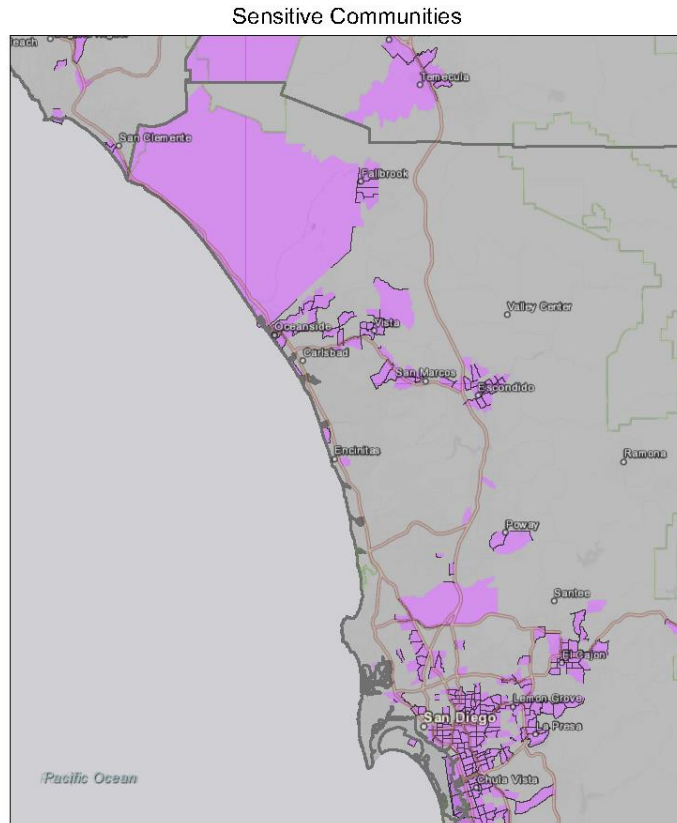 Sensitive Communities
each
Temecula
San Clemente
Fallbrook
Valley Center
Oceanside
Vista
Carlsbad
San Marcos
Escondido
Encinitas
Ramona
Poway
Santee
El Cajon
Lemon Grove
San Diego
La Presa
Chula Vista
Pacific Ocean